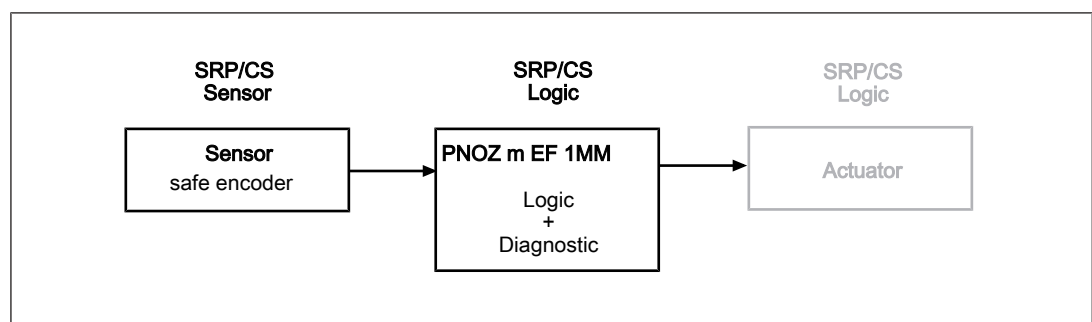 SRP/CS
Sensor
SRP/CS
Logic
SRP/CS
Logic
Sensor
safe encoder
PNOZ m EF 1MM
Logic
+
Diagnostic
Actuator